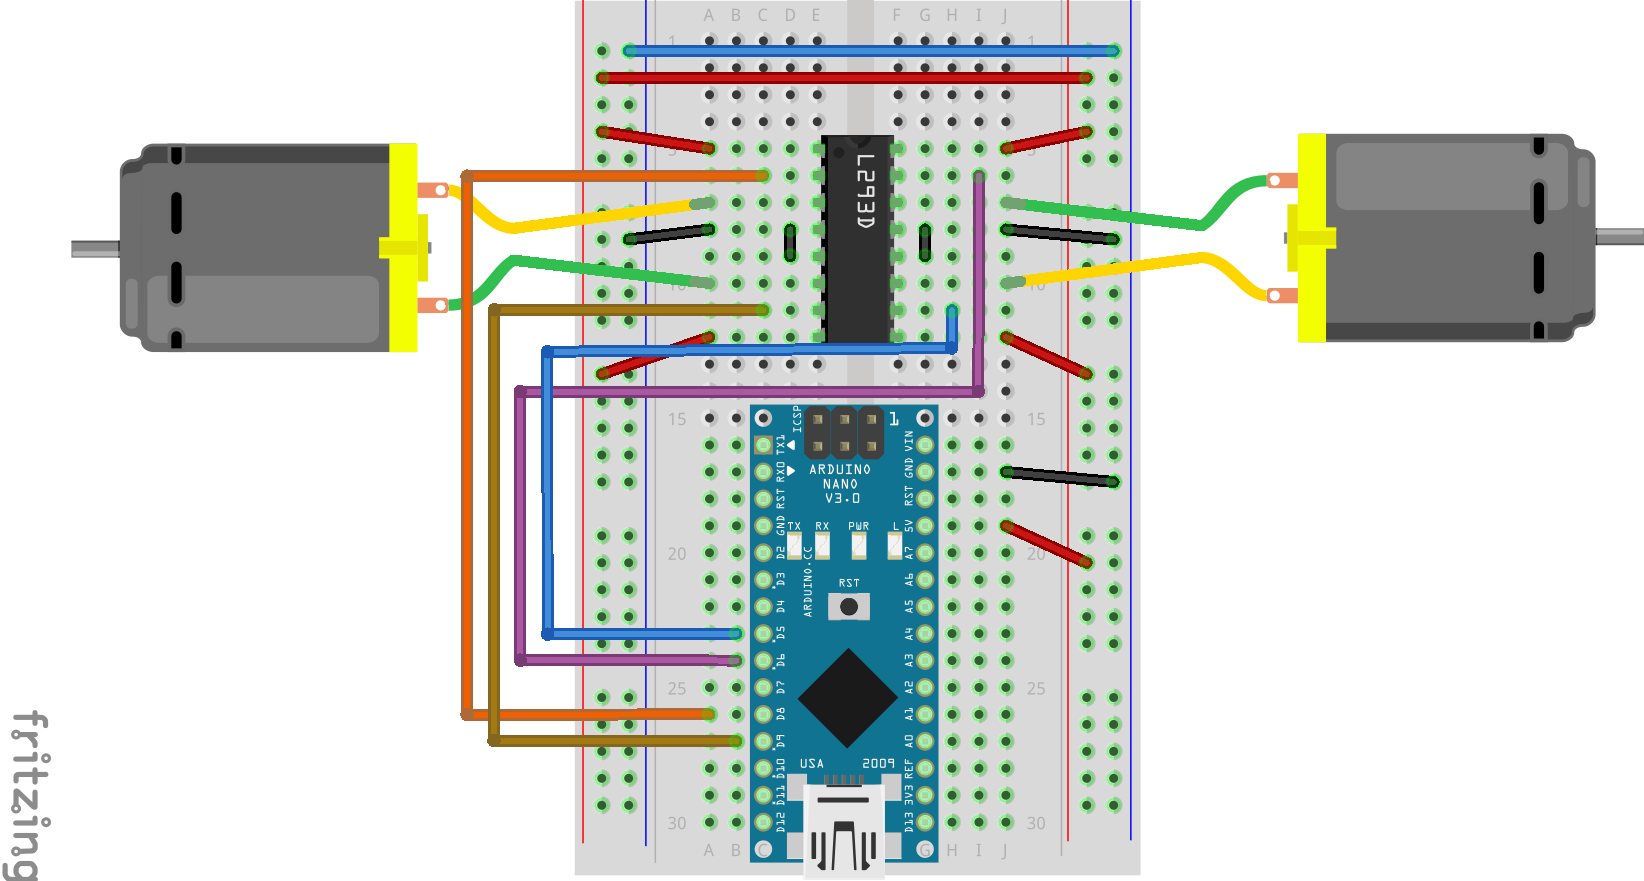 A B C D E F G H I J
1 1
5 5
L293D
10 10
15 15
ICSP
1
TX1
RX0
RST
GND
D2
D3
D4
D5
D6
D7
D8
D9
D10
D11
D12
ARDUINO
NANO
V3.0
TX RX PWR L
ARDUINO.CC
RST
USA 2009
VIN
GND
RST
5V
A7
A6
A5
A4
A3
A2
A1
A0
REF
3V3
D13
20 20
25 25
30 30
A B C G H I J
fritzing